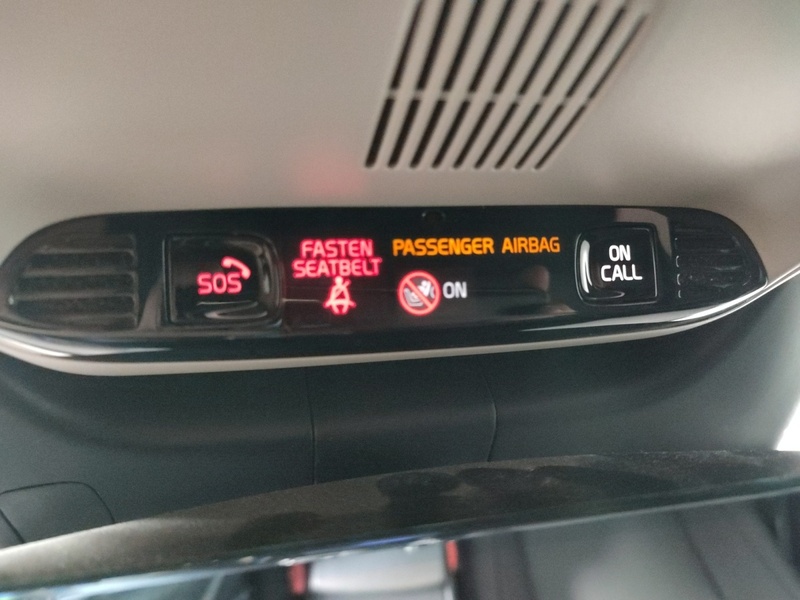 SOS
FASTEN
SEATBELT
PASSENGER AIRBAG
ON
ON
CALL